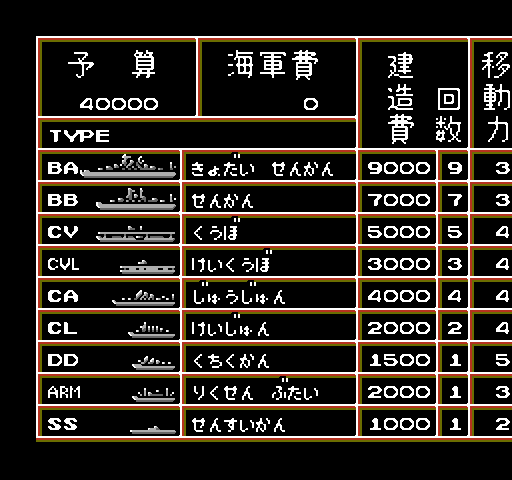 予 算 海軍費 建造費 回数 移動力
40000 0
TYPE
BA きょだい せんかん 9000 9 3
BB せんかん 7000 7 3
CV くうぼ 5000 5 4
CVL けいくうぼ 3000 3 4
CA じゅうじゅん 4000 4 4
CL けいじゅん 2000 2 4
DD くちくかん 1500 1 5
ARM りくせん ぶたい 2000 1 3
SS せんすいかん 1000 1 2